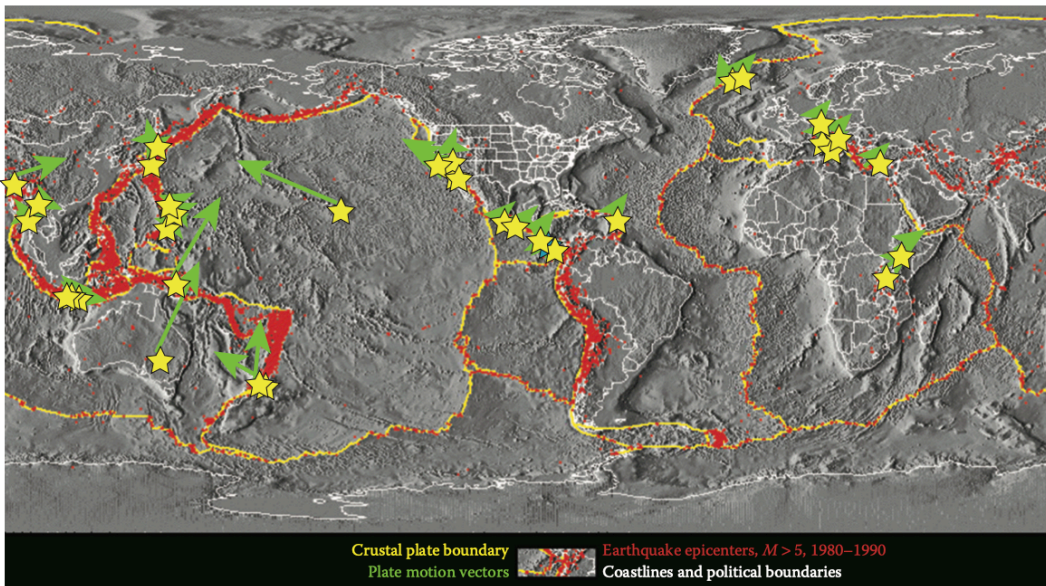 Crustal plate boundary
Earthquake epicenters, M > 5, 1980–1990
Plate motion vectors
Coastlines and political boundaries